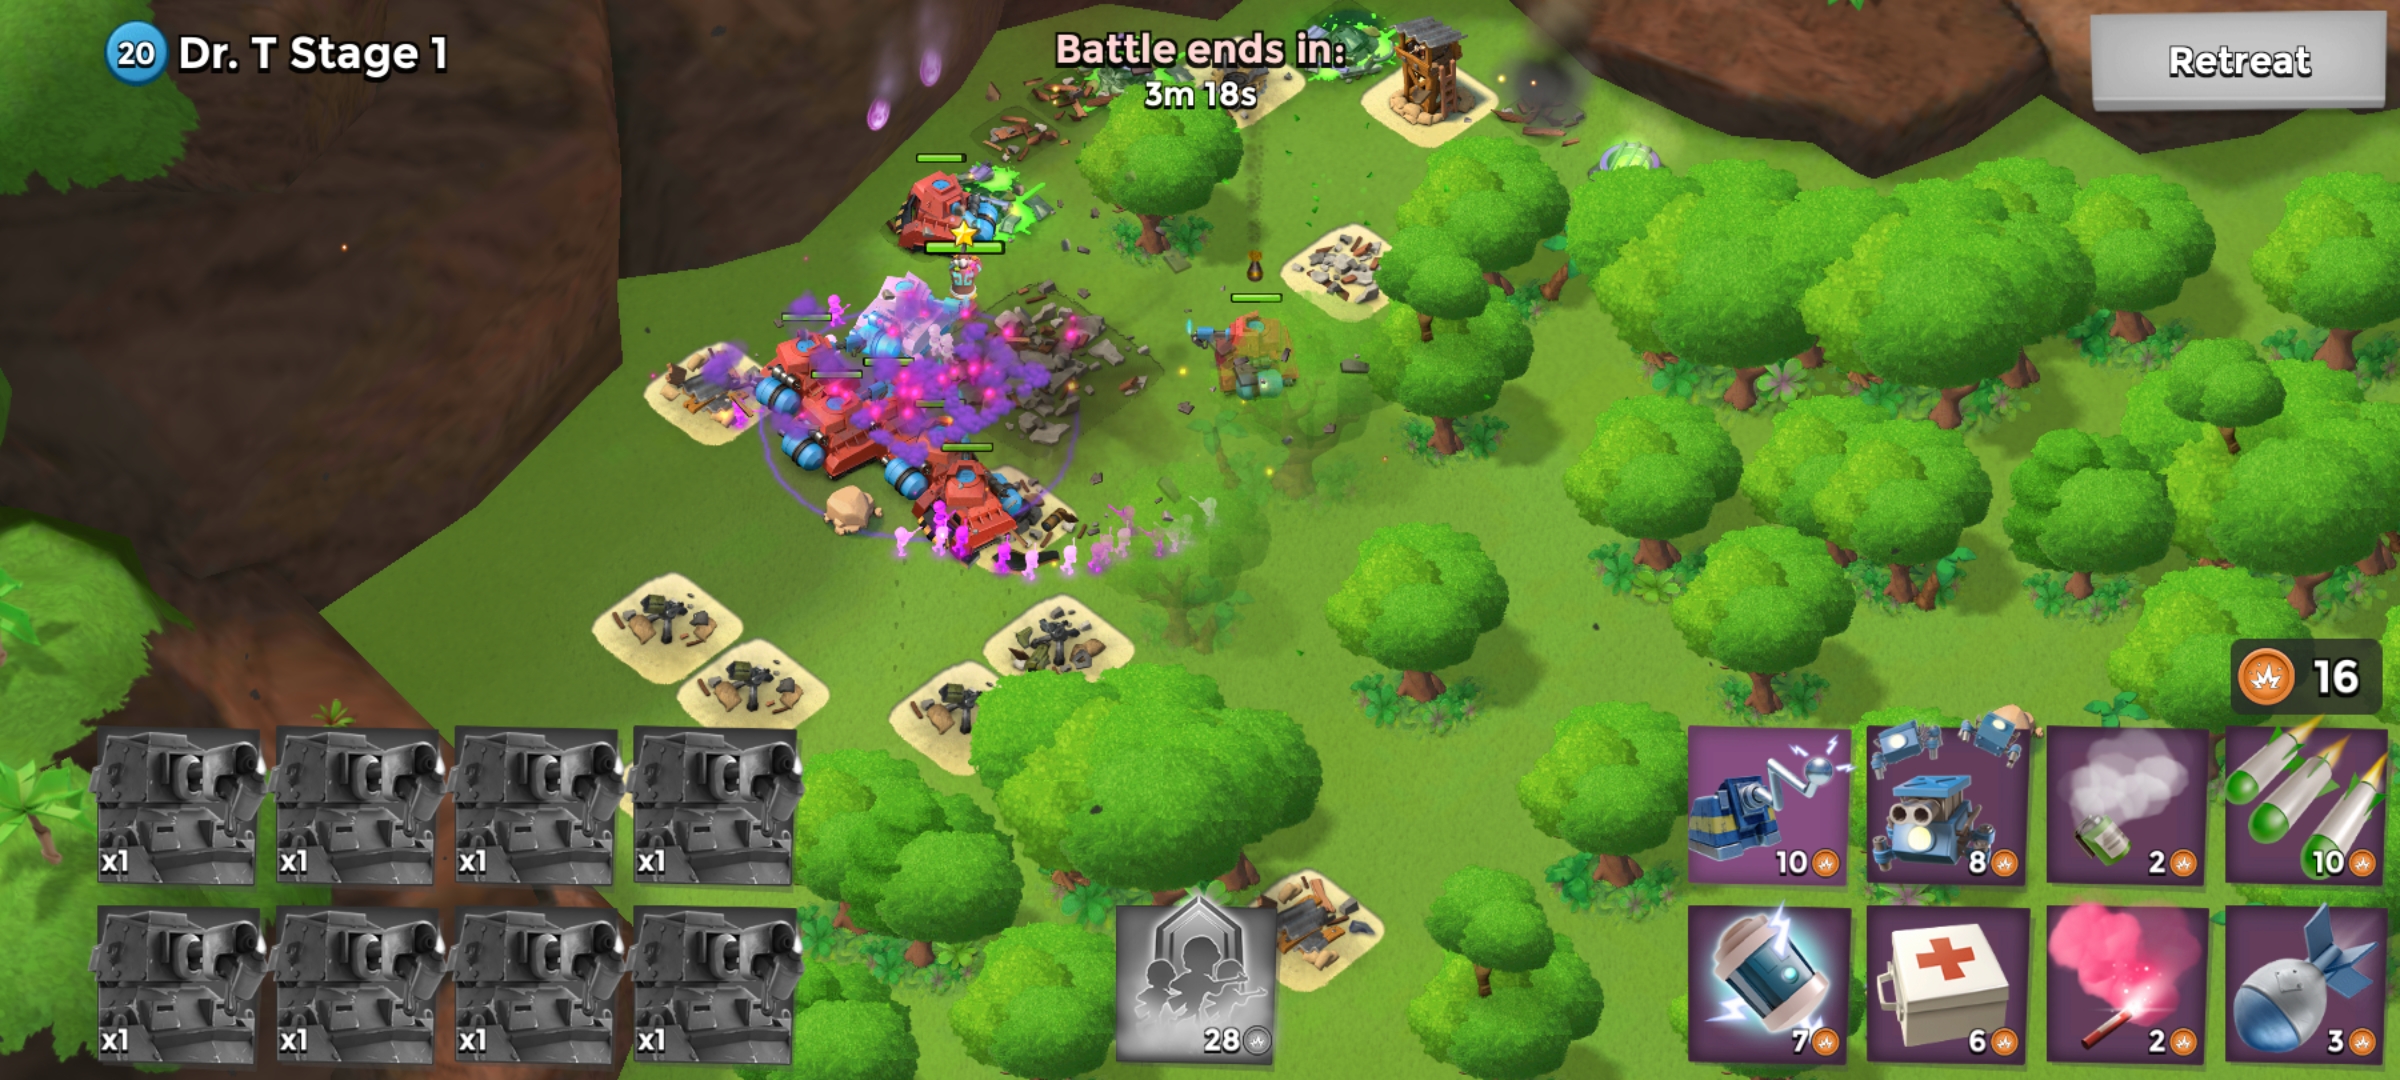 20 Dr. T Stage 1
Battle ends in:
3m 18s
Retreat
16
x1 x1 x1 x1
10 8 2 10
x1 x1 x1 x1
28
7 6 2 3